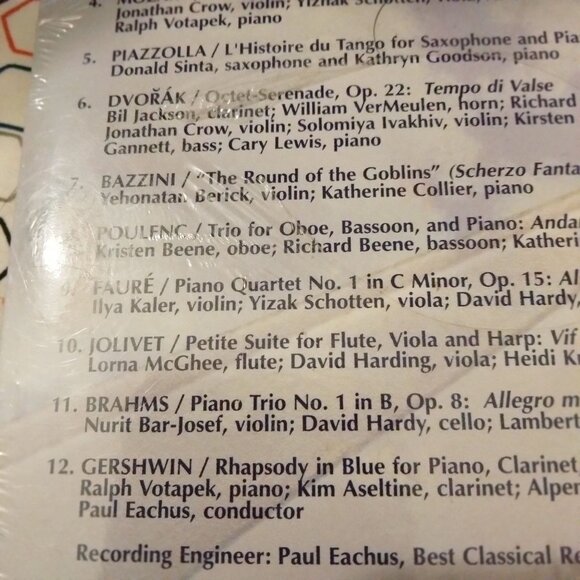 4.
Jonathan Crow, violin; Yizhak Schotten, viola;
Ralph Votapek, piano
5. PIAZZOLLA / L'Histoire du Tango for Saxophone and Pia
Donald Sinta, saxophone and Kathryn Goodson, piano
6. DVOŘÁK / Octet-Serenade, Op. 22: Tempo di Valse
Bil Jackson, clarinet; William VerMeulen, horn; Richard
Jonathan Crow, violin; Solomiya Ivakhiv, violin; Kirsten
Gannett, bass; Cary Lewis, piano
7. BAZZINI / "The Round of the Goblins" (Scherzo Fanta
Yehonatan Berick, violin; Katherine Collier, piano
8. POULENC / Trio for Oboe, Bassoon, and Piano: Anda
Kristen Beene, oboe; Richard Beene, bassoon; Katheri
9. FAURÉ / Piano Quartet No. 1 in C Minor, Op. 15: Al
Ilya Kaler, violin; Yizak Schotten, viola; David Hardy,
10. JOLIVET / Petite Suite for Flute, Viola and Harp: Vif
Lorna McGhee, flute; David Harding, viola; Heidi Kr
11. BRAHMS / Piano Trio No. 1 in B, Op. 8: Allegro m
Nurit Bar-Josef, violin; David Hardy, cello; Lambert
12. GERSHWIN / Rhapsody in Blue for Piano, Clarinet
Ralph Votapek, piano; Kim Aseltine, clarinet; Alpen
Paul Eachus, conductor
Recording Engineer: Paul Eachus, Best Classical Re